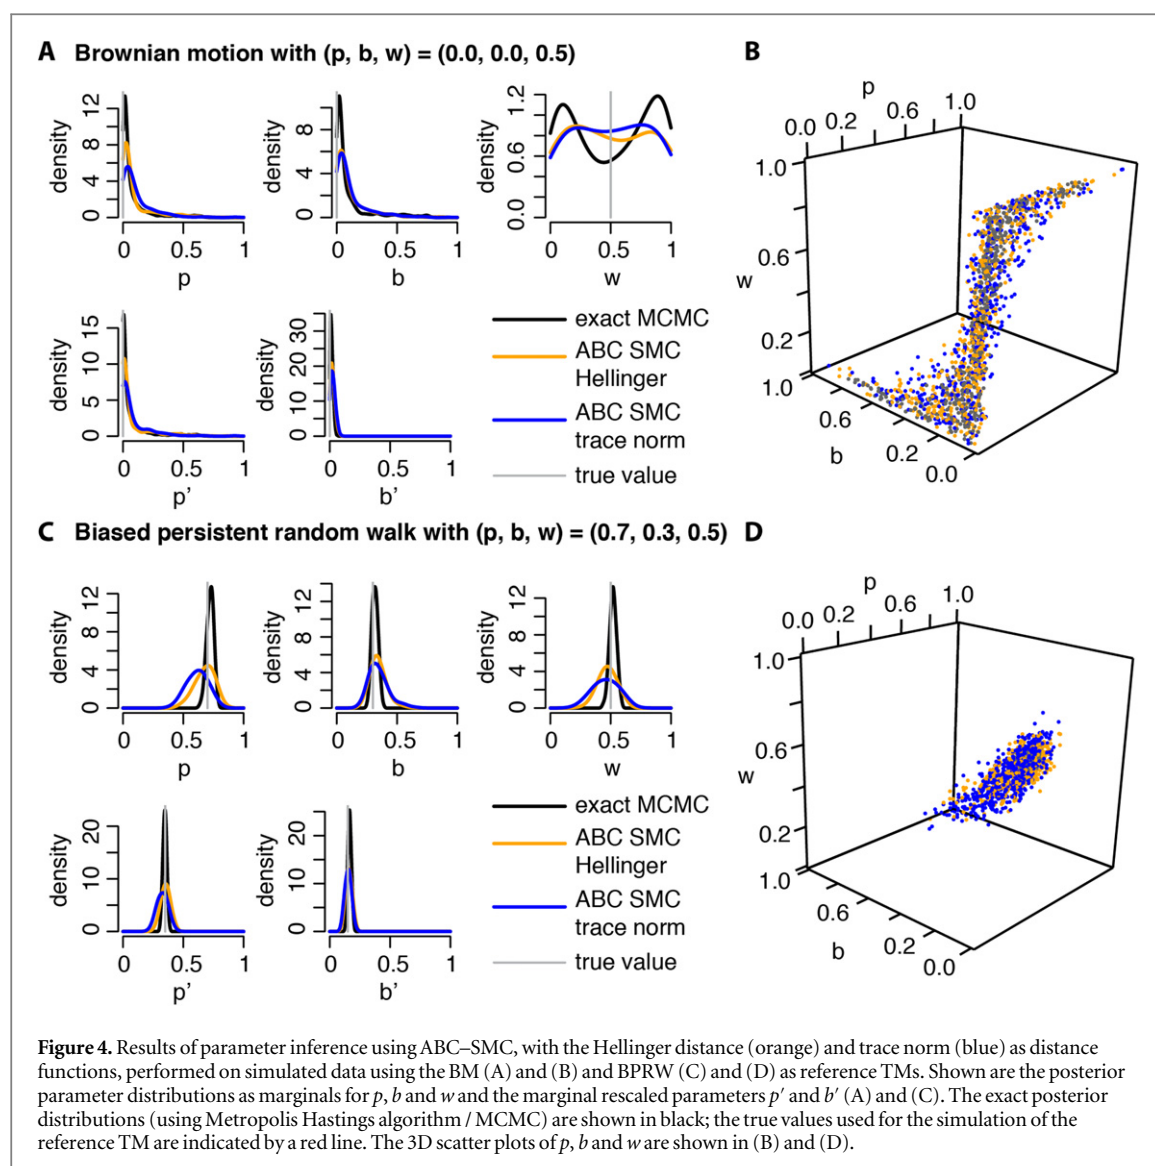 A Brownian motion with (p, b, w) = (0.0, 0.0, 0.5)
density
12
8
4
0
0 0.5 1
p
density
8
4
0
0 0.5 1
b
density
1.2
0.6
0.0
0 0.5 1
w
density
15
10
5
0
0 0.5 1
p'
density
30
20
10
0
0 0.5 1
b'
exact MCMC
ABC SMC
Hellinger
ABC SMC
trace norm
true value
B
p
0.0 0.2 0.6 1.0
1.0
0.6
w
0.2
1.0
0.6
b
0.2
0.0
C Biased persistent random walk with (p, b, w) = (0.7, 0.3, 0.5)
density
12
8
4
0
0 0.5 1
p
density
12
8
4
0
0 0.5 1
b
density
12
8
4
0
0 0.5 1
w
density
20
10
0
0 0.5 1
p'
density
20
10
0
0 0.5 1
b'
exact MCMC
ABC SMC
Hellinger
ABC SMC
trace norm
true value
D
p
0.0 0.2 0.6 1.0
1.0
0.6
w
0.2
1.0
0.6
b
0.2
0.0
Figure 4. Results of parameter inference using ABC–SMC, with the Hellinger distance (orange) and trace norm (blue) as distance
functions, performed on simulated data using the BM (A) and (B) and BPRW (C) and (D) as reference TMs. Shown are the posterior
parameter distributions as marginals for p, b and w and the marginal rescaled parameters p′ and b′ (A) and (C). The exact posterior
distributions (using Metropolis Hastings algorithm / MCMC) are shown in black; the true values used for the simulation of the
reference TM are indicated by a red line. The 3D scatter plots of p, b and w are shown in (B) and (D).